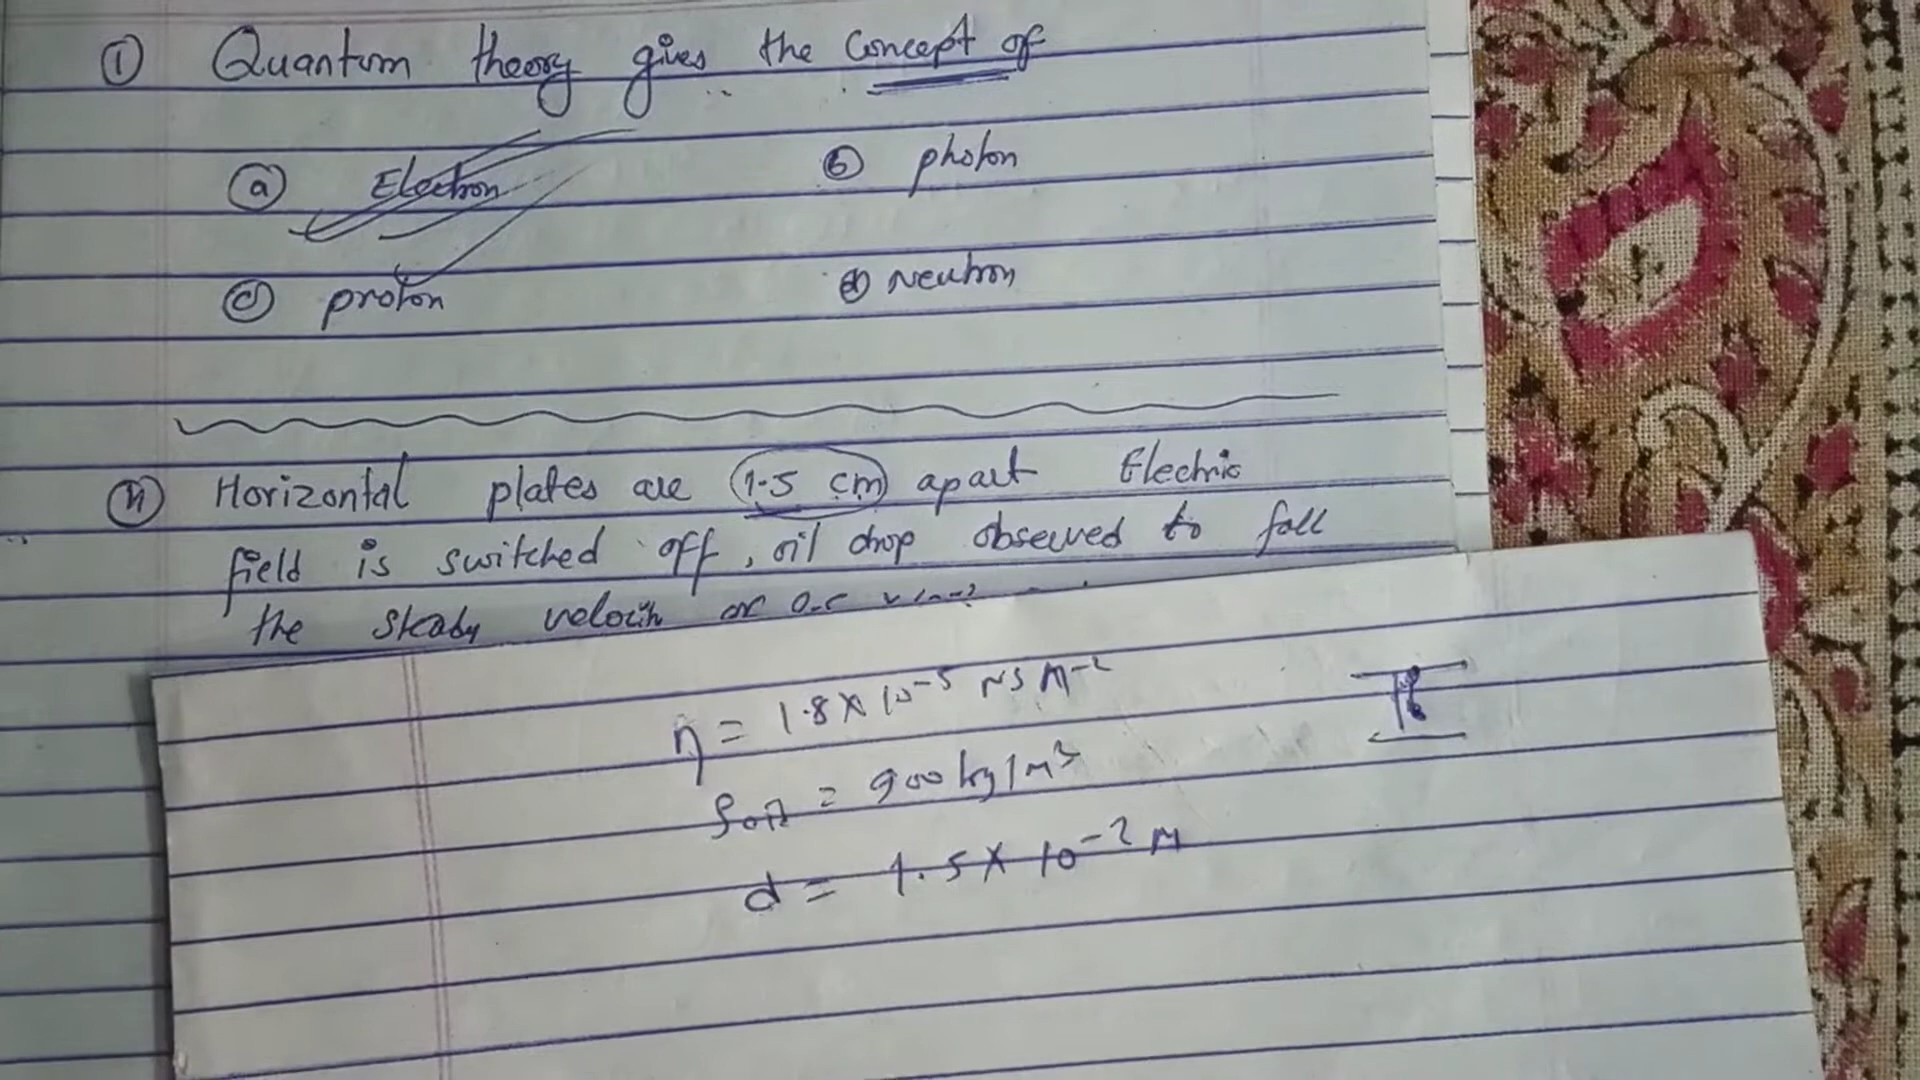 ① Quantum theory gives the concept of
ⓐ Electron ⓑ photon
ⓒ proton ⓓ Neutron
Horizontal plates are 1.5 cm apart Electric
field is switched off, oil drop observed to fall
the steady velocity
η = 1.8 × 10⁻⁵ NS M⁻²
ρoil = 900 kg/m³
d = 1.5 × 10⁻² M